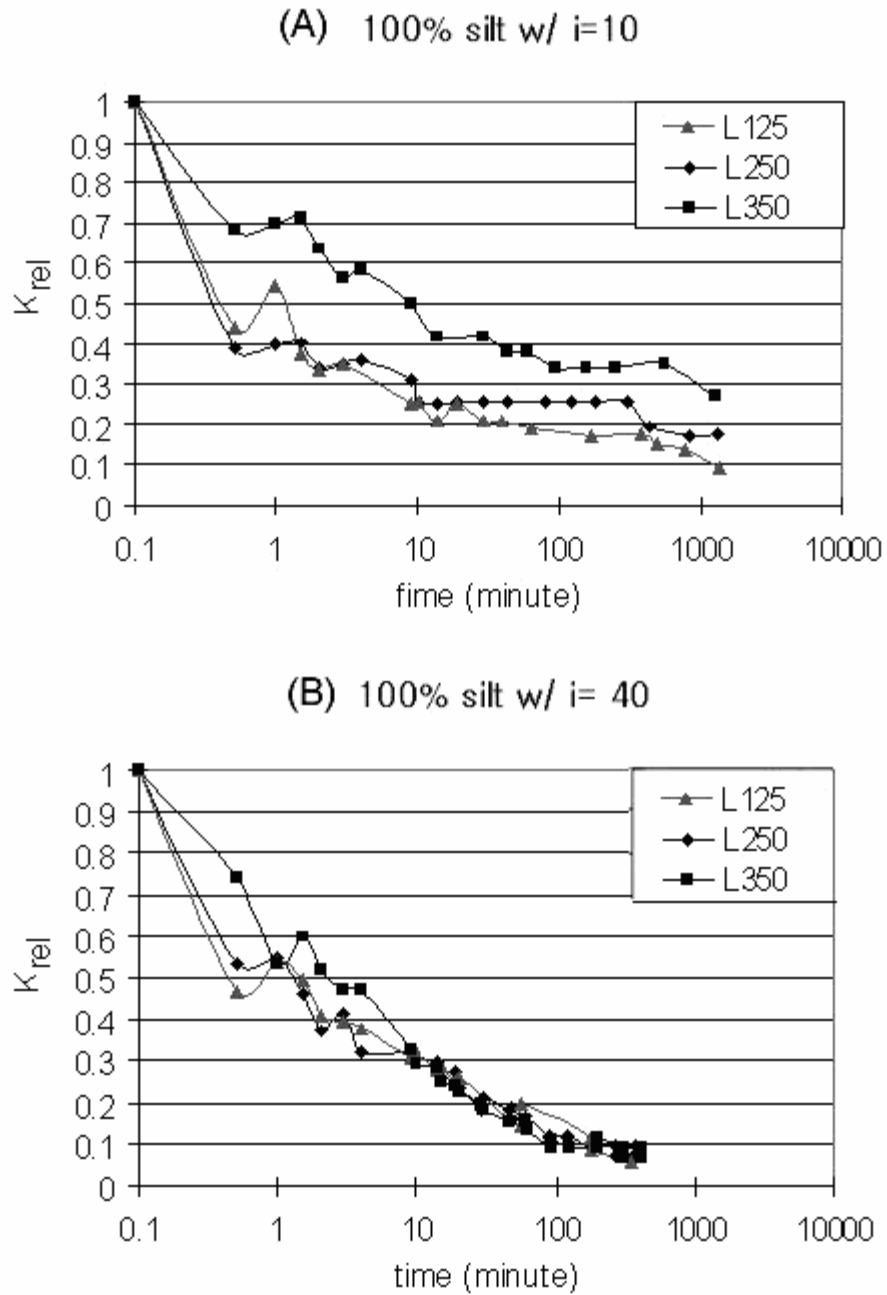 (A) 100% silt w/ i=10
1
0.9
0.8
0.7
0.6
0.5
0.4
0.3
0.2
0.1
0
K rel
L125
L250
L350
0.1 1 10 100 1000 10000
fime (minute)
(B) 100% silt w/ i= 40
1
0.9
0.8
0.7
0.6
0.5
0.4
0.3
0.2
0.1
0
K rel
L125
L250
L350
0.1 1 10 100 1000 10000
time (minute)